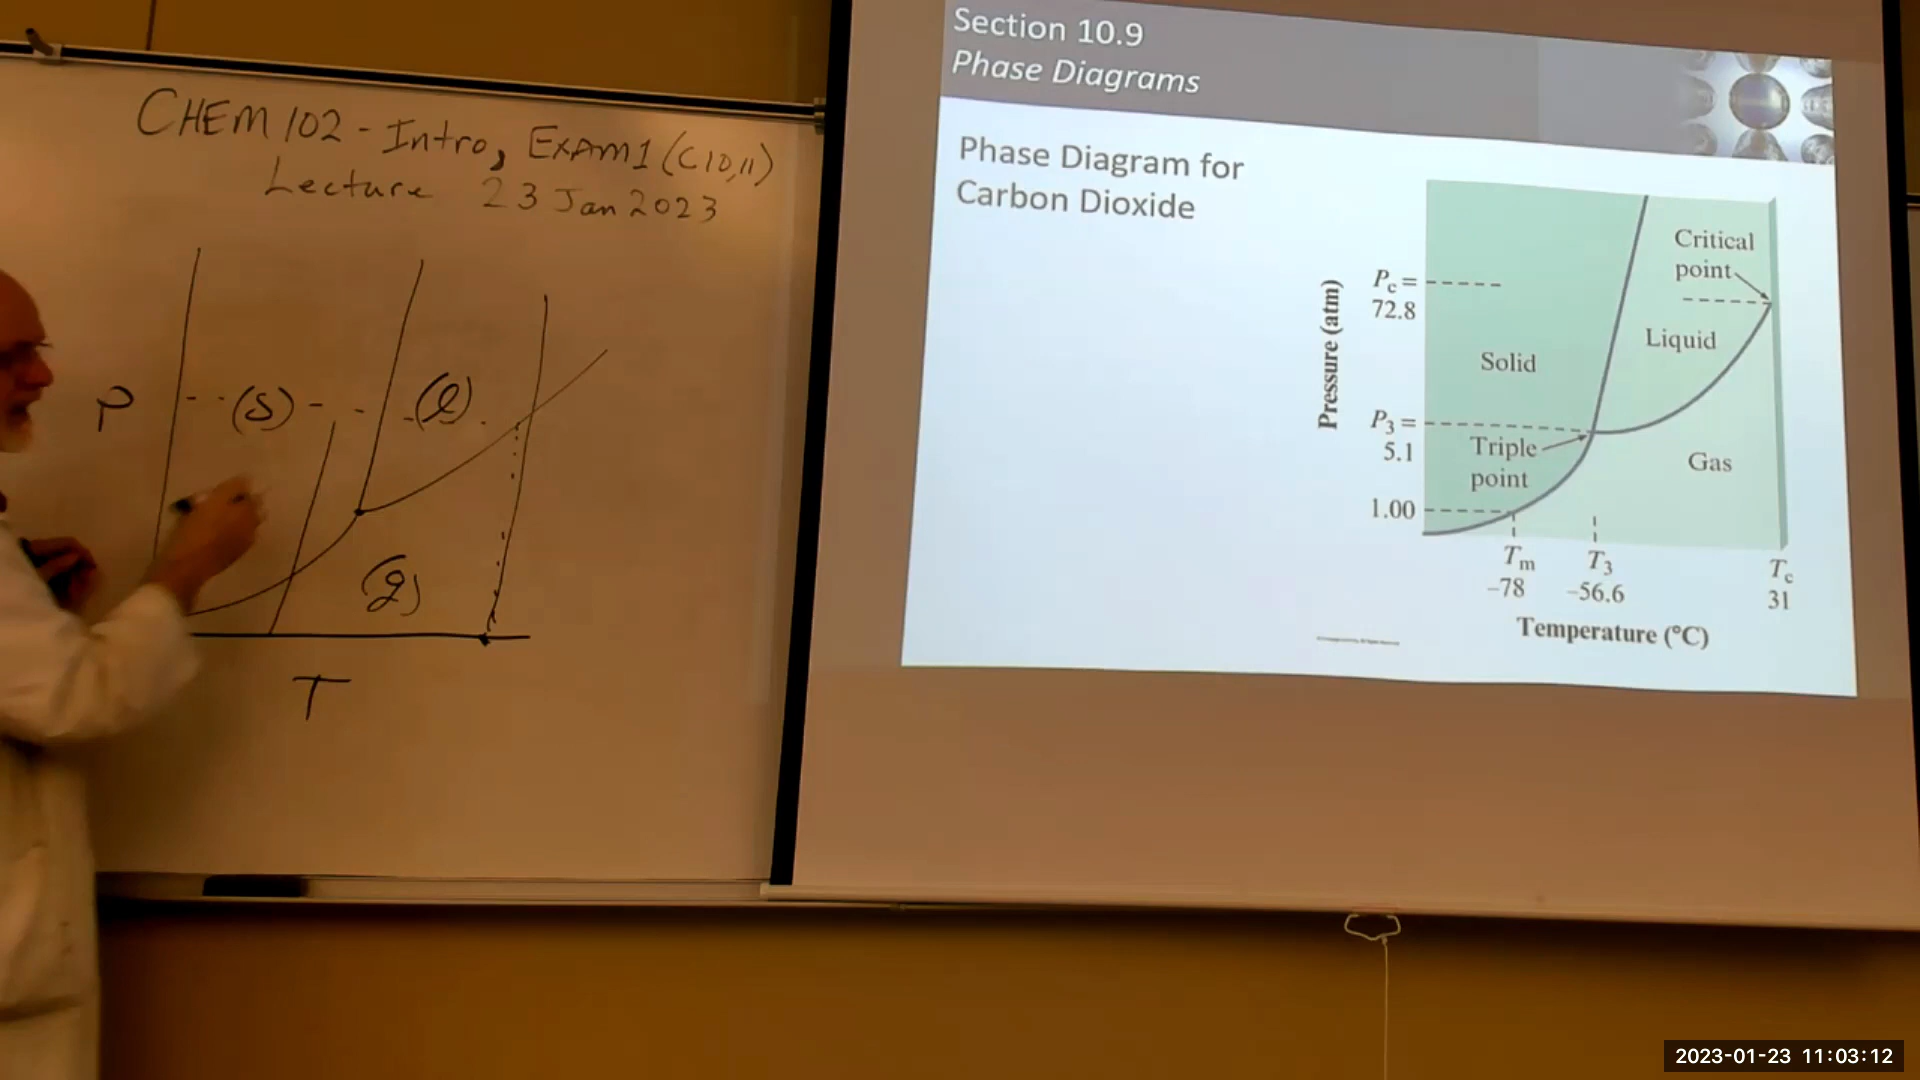 CHEM 102 - Intro, EXAM 1 (C10,11)
Lecture 23 Jan 2023
P
(s)
(l)
(g)
T
Section 10.9
Phase Diagrams
Phase Diagram for
Carbon Dioxide
Critical
point
Pc =
72.8
Liquid
Solid
Pressure (atm)
P3 =
5.1
Triple
point
Gas
1.00
Tm
T3
Tc
–78
–56.6
31
Temperature (°C)
2023-01-23 11:03:12